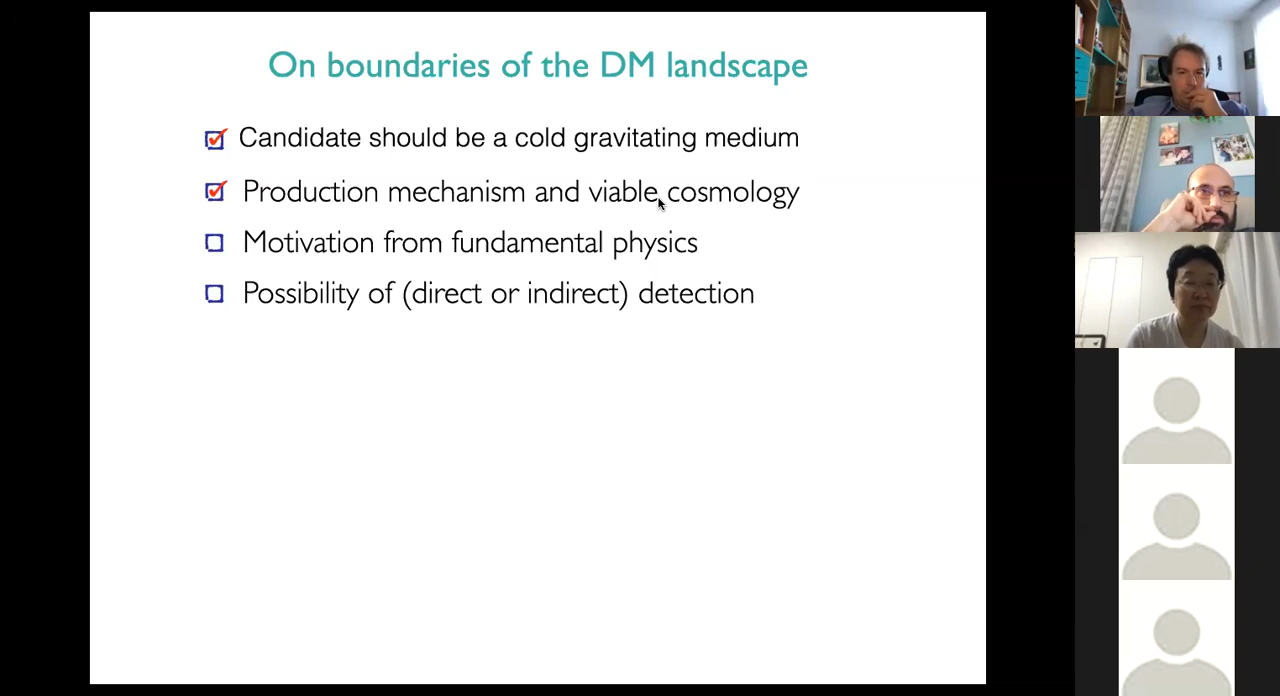 On boundaries of the DM landscape
Candidate should be a cold gravitating medium
Production mechanism and viable cosmology
Motivation from fundamental physics
Possibility of (direct or indirect) detection